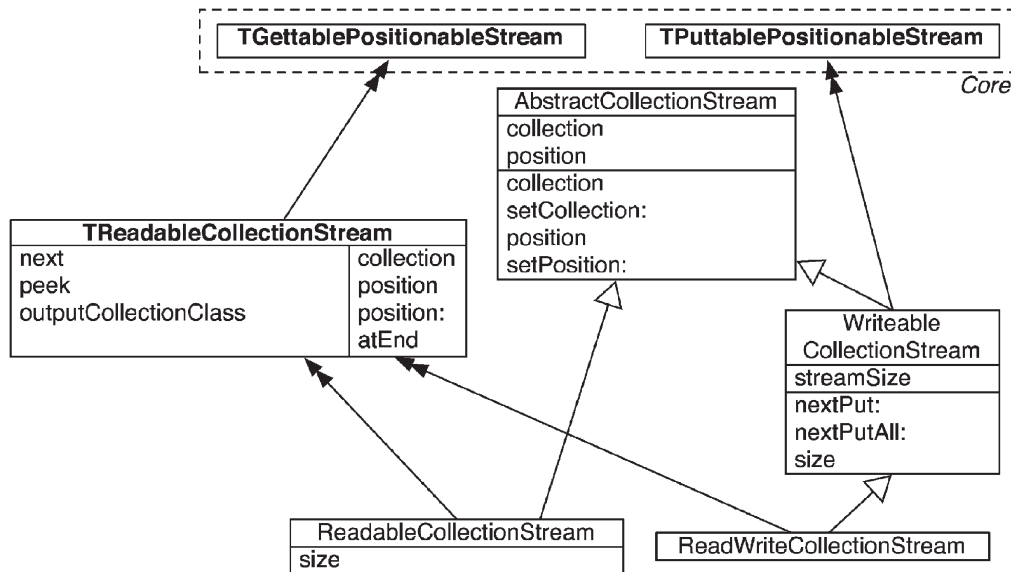 TGettablePositionableStream
TPuttablePositionableStream
Core
AbstractCollectionStream
collection
position
collection
setCollection:
position
setPosition:
TReadableCollectionStream
next
peek
outputCollectionClass
collection
position
position:
atEnd
Writeable
CollectionStream
streamSize
nextPut:
nextPutAll:
size
ReadableCollectionStream
size
ReadWriteCollectionStream